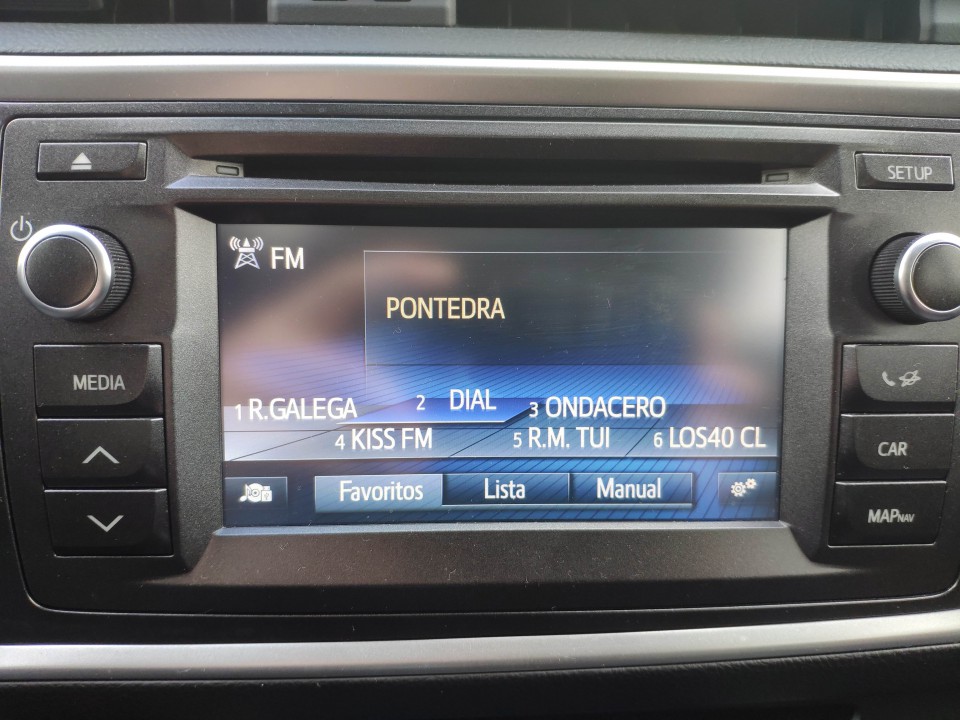 SETUP
FM
PONTEDRA
MEDIA
1 R.GALEGA 2 DIAL 3 ONDACERO
4 KISS FM 5 R.M. TUI 6 LOS40 CL
CAR
Favoritos Lista Manual
MAPNAV